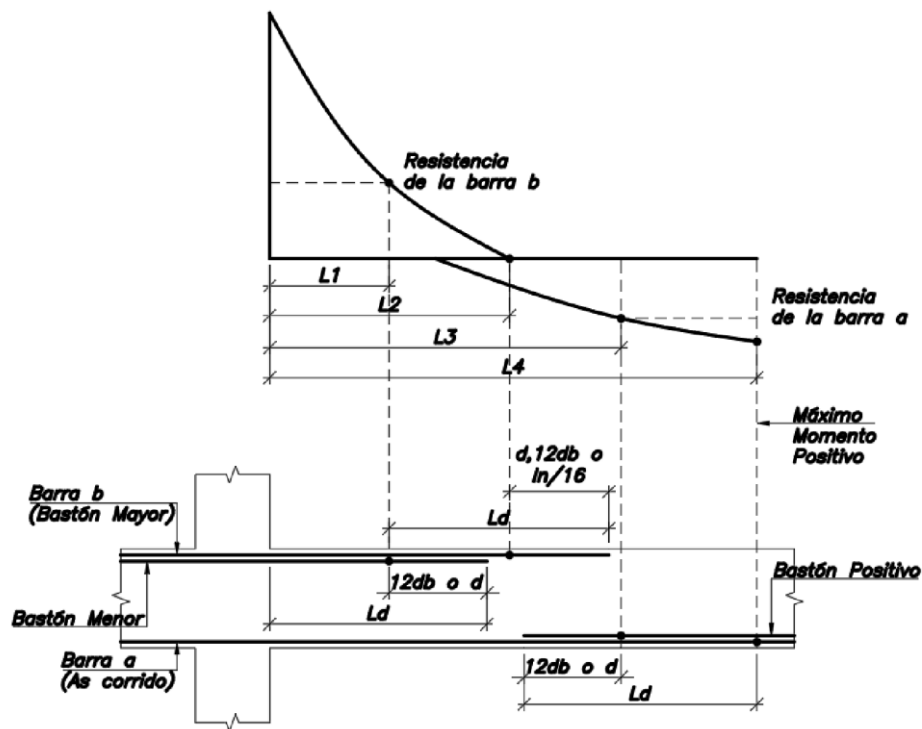 Resistencia
de la barra b
L1
L2
Resistencia
de la barra a
L3
L4
Máximo
Momento
Positivo
d,12db o
ln/16
Barra b
(Bastón Mayor)
Ld
Bastón Positivo
12db o d
Bastón Menor
Ld
Barra a
(As corrido)
12db o d
Ld